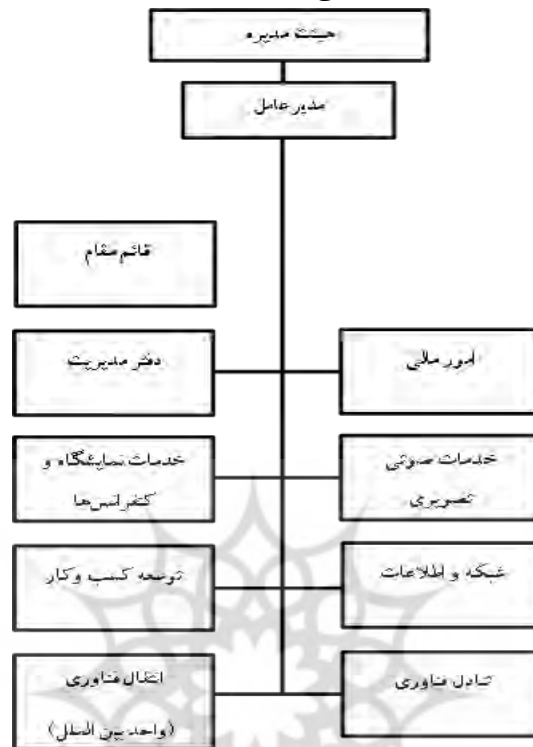 هیئت مدیره
مدیر عامل
قائم مقام
امور مالی
دفتر مدیریت
خدمات صوتی
تصویری
خدمات نمایشگاه و
کنفرانس‌ها
شبکه و اطلاعات
توسعه کسب وکار
تبادل فناوری
انتقال فناوری
(واحد بین الملل)